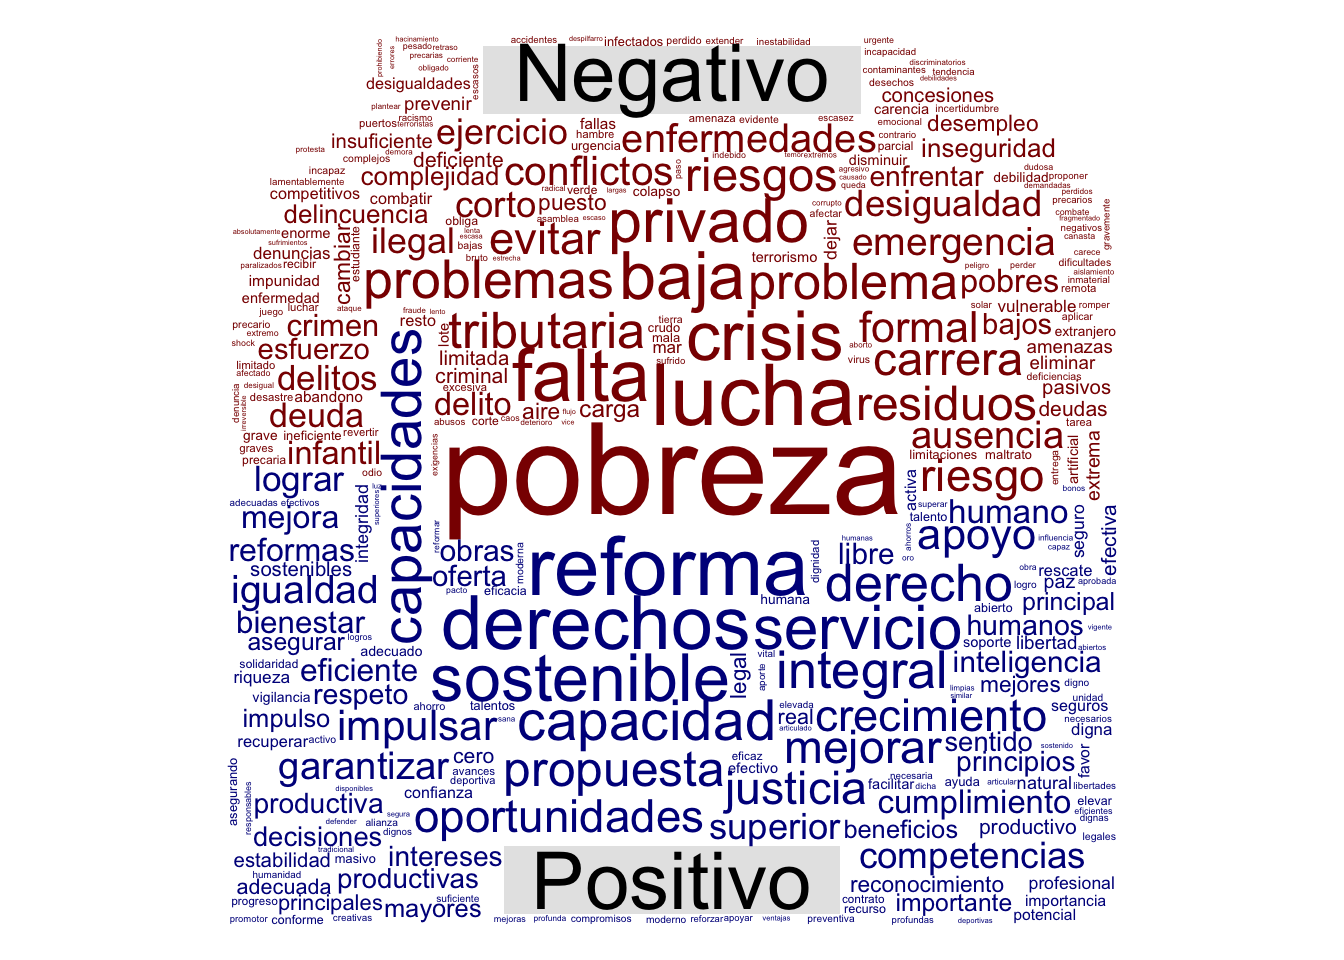 hacinamiento
accidentes
despilfarro
infectados
perdido
extender
inestabilidad
urgente
prohibiendo
errores
pesado
retraso
precarias
corriente
Negativo
incapacidad
discriminatorios
obligado
escasos
contaminantes
tendencia
debilidades
desigualdades
desechos
concesiones
plantear
prevenir
carencia
incertidumbre
racismo
puertos
terroristas
ejercicio
fallas
amenaza
evidente
escasez
emocional
desempleo
hambre
enfermedades
contrario
protesta
insuficiente
demora
urgencia
parcial
inseguridad
complejos
deficiente
conflictos
paso
indebido
temor
extremos
disminuir
dudosa
incapaz
complejidad
riesgos
agresivo
causado
queda
enfrentar
debilidad
proponer
demandadas
lamentablemente
competitivos
combatir
radical
verde
largas
colapso
perdidos
precarios
delincuencia
corto
puesto
privado
corrupto
desigualdad
combate
fragmentado
negativos
canasta
gravemente
obliga
asamblea
escaso
afectar
absolutamente
enorme
sufrimientos
denuncias
cambiar
estudiante
ilegal
lenta
escasa
bajas
evitar
dejar
emergencia
carece
dificultades
paralizados
recibir
bruto
estrecha
terrorismo
peligro
perder
aislamiento
inmaterial
impunidad
problemas
baja
problema
pobres
remota
enfermedad
juego
luchar
ataque
fraude
lento
resto
solar
vulnerable
romper
aplicar
precario
extremo
crimen
lote
tributaria
tierra
crudo
mala
mar
crisis
formal
bajos
extranjero
shock
esfuerzo
limitada
sufrido
aborto
virus
amenazas
limitado
afectado
desigual
delitos
criminal
excesiva
falta
lucha
carrera
eliminar
deficiencias
pasivos
desastre
abandono
denuncia
irreversible
deuda
delito
aire
flujo
carga
residuos
deudas
abusos
corte
caos
deterioro
vice
tarea
grave
ineficiente
revertir
ausencia
graves
precaria
infantil
exigencias
pobreza
limitaciones
maltrato
entrega
artificial
extrema
odio
riesgo
bonos
capacidades
lograr
integridad
superiores
luz
activa
superar
adecuadas
efectivos
mejora
talento
humano
seguro
efectiva
reformar
ahorros
apoyo
influencia
capaz
reformas
obras
moderna
reforma
humanas
dignidad
libre
oro
sostenibles
oferta
obra
rescate
igualdad
pacto
eficacia
derecho
logro
paz
aprobada
humana
abierto
principal
bienestar
derechos
servicio
humanos
vigente
asegurar
logros
soporte
libertad
abiertos
adecuado
legal
vital
solidaridad
riqueza
eficiente
sostenible
aporte
integral
inteligencia
vigilancia
respeto
limpias
similar
mejores
digno
unidad
ahorro
talentos
elevada
seguros
impulso
impulsar
sana
capacidad
real
articulado
crecimiento
necesarios
digna
recuperar
activo
mejorar
sentido
sostenido
cero
eficaz
favor
garantizar
avances
deportiva
propuesta
efectivo
principios
asegurando
responsables
disponibles
confianza
justicia
facilitar
necesaria
dicha
ayuda
articular
natural
libertades
productiva
segura
cumplimiento
elevar
eficientes
dignas
defender
alianza
oportunidades
superior
beneficios
productivo
decisiones
dignos
legales
tradicional
estabilidad
masivo
intereses
competencias
humanidad
Positivo
adecuada
productivas
reconocimiento
profesional
progreso
principales
suficiente
contrato
recurso
importante
importancia
promotor
conforme
creativas
mayores
mejoras
profunda
compromisos
moderno
reforzar
apoyar
ventajas
preventiva
profundas
deportivas
potencial